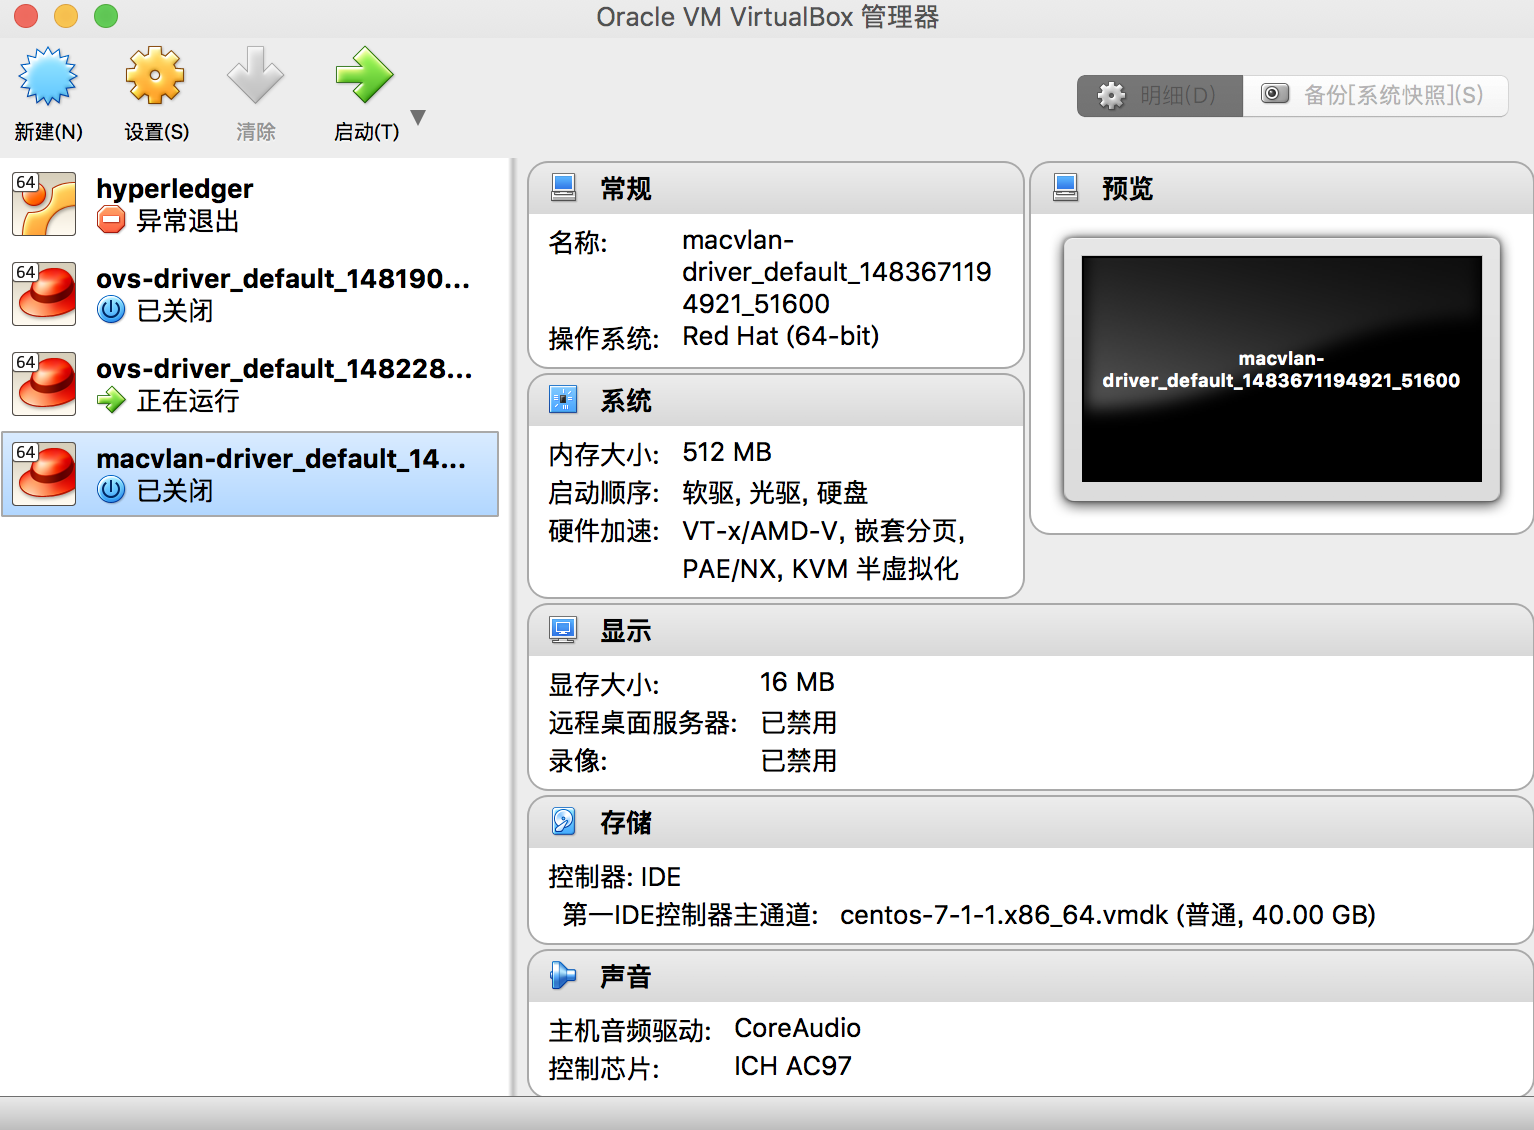 Oracle VM VirtualBox 管理器
新建(N)
设置(S)
清除
启动(T)
明细(D)
备份[系统快照](S)
64
hyperledger
异常退出
64
ovs-driver_default_148190...
已关闭
64
ovs-driver_default_148228...
正在运行
64
macvlan-driver_default_14...
已关闭
常规
名称:
macvlan-
driver_default_148367119
4921_51600
操作系统: Red Hat (64-bit)
预览
macvlan-
driver_default_1483671194921_51600
系统
内存大小: 512 MB
启动顺序: 软驱, 光驱, 硬盘
硬件加速: VT-x/AMD-V, 嵌套分页,
PAE/NX, KVM 半虚拟化
显示
显存大小: 16 MB
远程桌面服务器: 已禁用
录像: 已禁用
存储
控制器: IDE
第一IDE控制器主通道: centos-7-1-1.x86_64.vmdk (普通, 40.00 GB)
声音
主机音频驱动: CoreAudio
控制芯片: ICH AC97